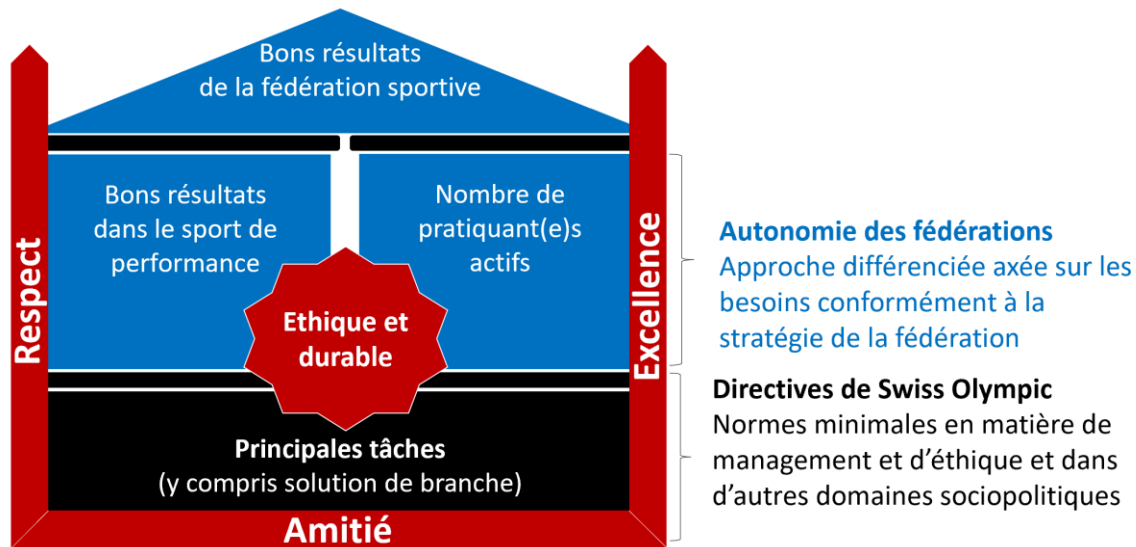 Bons résultats
de la fédération sportive
Respect
Bons résultats
dans le sport de
performance
Nombre de
pratiquant(e)s
actifs
Excellence
Ethique et
durable
Principales tâches
(y compris solution de branche)
Amitié
Autonomie des fédérations
Approche différenciée axée sur les
besoins conformément à la
stratégie de la fédération
Directives de Swiss Olympic
Normes minimales en matière de
management et d’éthique et dans
d’autres domaines sociopolitiques